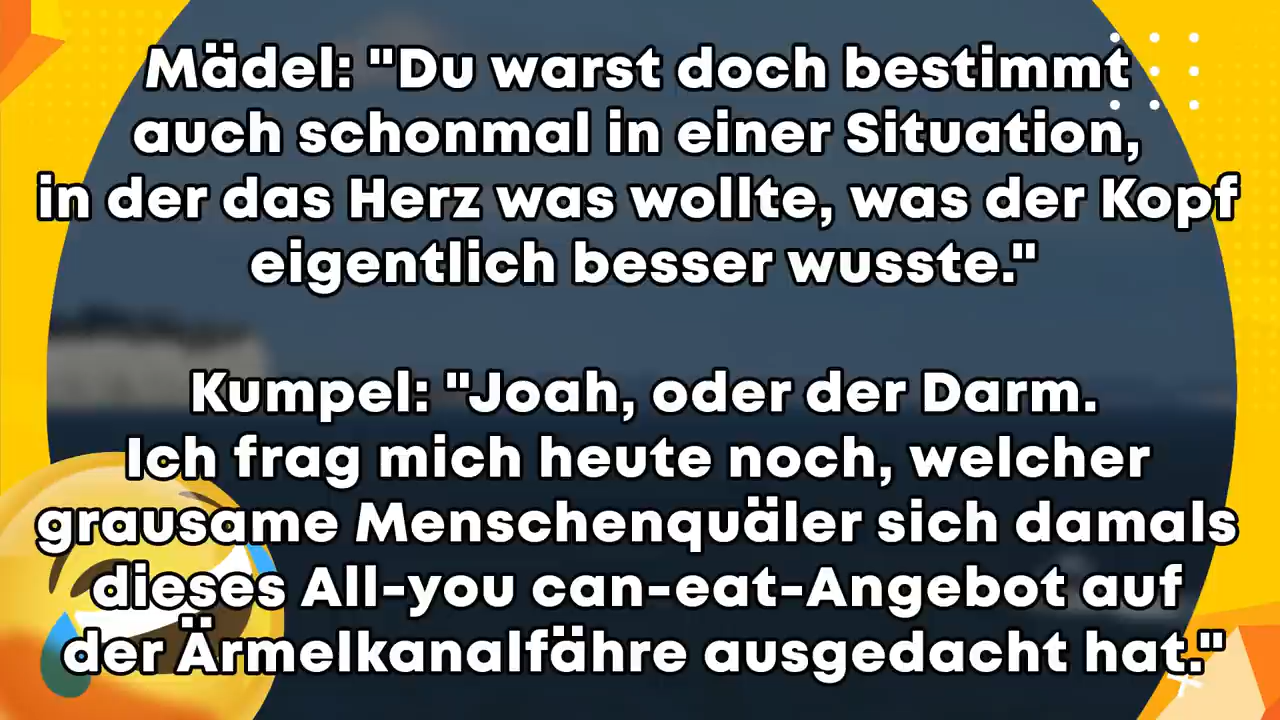 Mädel: "Du warst doch bestimmt
auch schonmal in einer Situation,
in der das Herz was wollte, was der Kopf
eigentlich besser wusste."
Kumpel: "Joah, oder der Darm.
Ich frag mich heute noch, welcher
grausame Menschenquäler sich damals
dieses All-you can-eat-Angebot auf
der Ärmelkanalfähre ausgedacht hat."